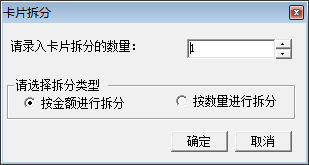 卡片拆分
请录入卡片拆分的数量： 1
请选择拆分类型
按金额进行拆分 按数量进行拆分
确定 取消